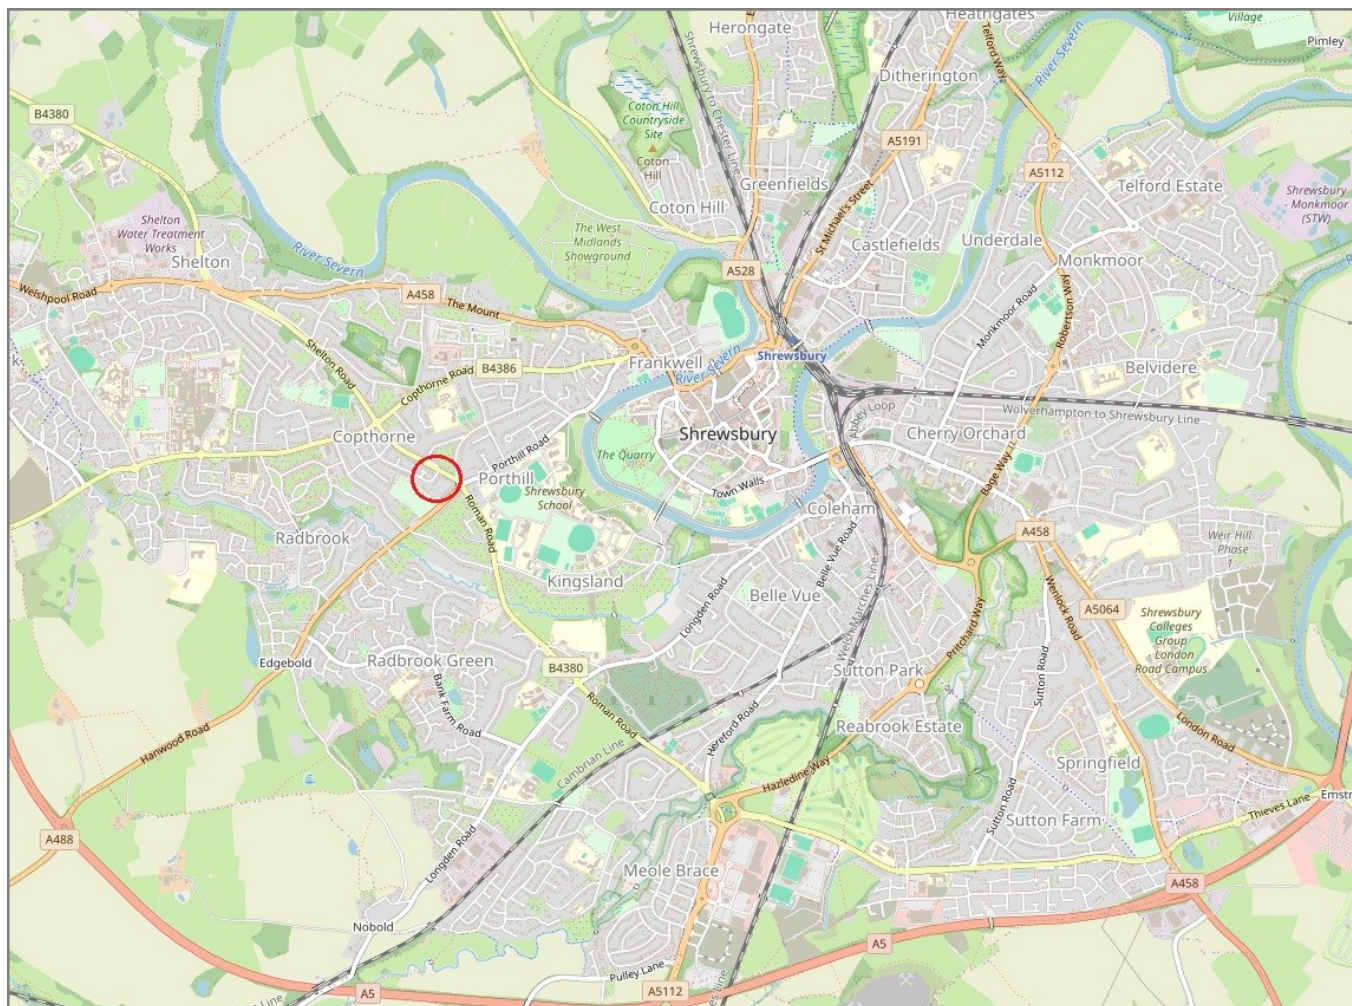 Herongate
Heathgates
Village
Pimley
Ditherington
Telford Way
River Severn
B4380
Coton Hill
Countryside
Site
Coton
Hill
Shrewsbury to Chester Line
A5191
A5112
Greenfields
Telford Estate
Shrewsbury
Monkmoor
(STW)
Coton Hill
St Michael's Street
Castlefields
Underdale
Monkmoor
Shelton
Water Treatment
Works
Shelton
River Severn
The West
Midlands
Showground
A528
Welshpool Road
A458
The Mount
Monkmoor Road
Robertson Way
Shelton Road
Copthorne Road
B4386
Frankwell
River Severn
Shrewsbury
Belvidere
Abbey Loop
Wolverhampton to Shrewsbury Line
Copthorne
Shrewsbury
Cherry Orchard
Porthill Road
The Quarry
Porthill
Shrewsbury
School
Town Walls
Bage Way
Coleham
Roman Road
Radbrook
Belle Vue Road
A458
Weir Hill
Phase
1
Kingsland
Longden Road
Belle Vue
Welsh Marches Line
Wenlock Road
A5064
Shrewsbury
Colleges
Group
London
Road Campus
Pritchard Way
Edgebold
Radbrook Green
B4380
Sutton Park
Sutton Road
Bank Farm Road
Roman Road
Hereford Road
Reabrook Estate
London Road
Hanwood Road
Cambrian Line
Hazledine Way
Springfield
Emstr
Thieves Lane
Sutton Road
Sutton Farm
A488
Longden Road
Meole Brace
A458
Nobold
A5
Pulley Lane
A5
A5112
es Line
Line